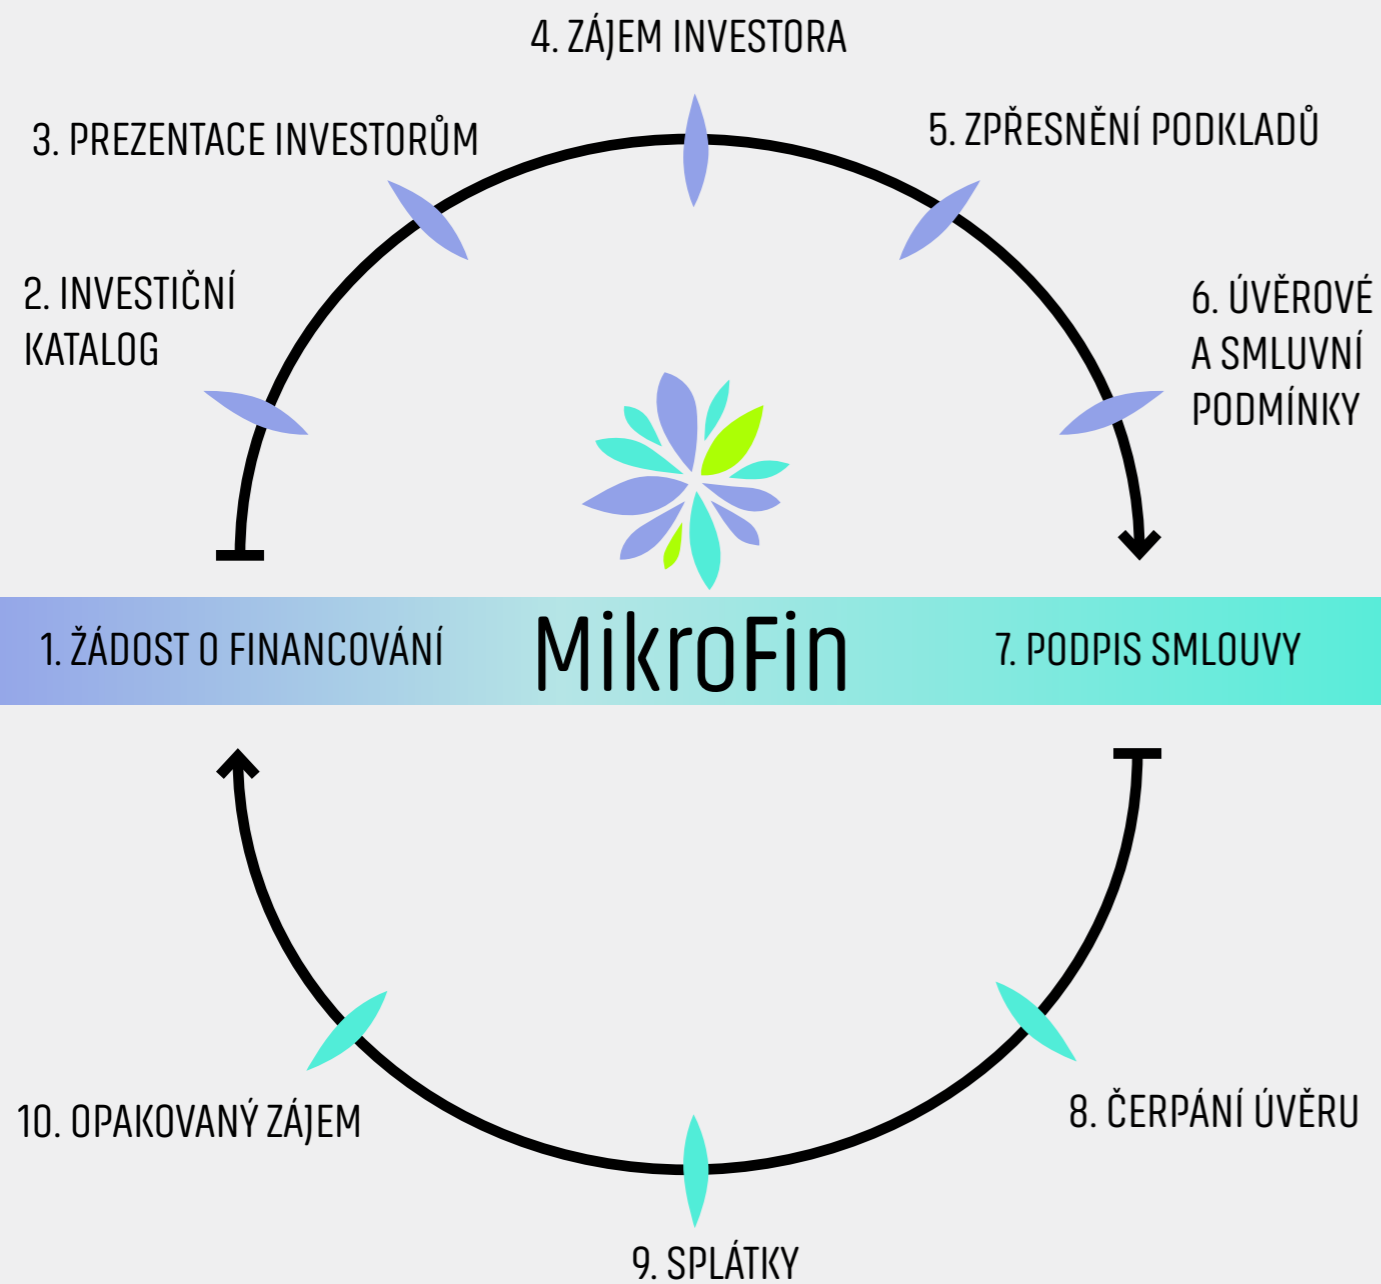 4. ZÁJEM INVESTORA
3. PREZENTACE INVESTORŮM
5. ZPŘESNĚNÍ PODKLADŮ
2. INVESTIČNÍ
KATALOG
6. ÚVĚROVÉ
A SMLUVNÍ
PODMÍNKY
1. ŽÁDOST O FINANCOVÁNÍ
MikroFin
7. PODPIS SMLOUVY
10. OPAKOVANÝ ZÁJEM
8. ČERPÁNÍ ÚVĚRU
9. SPLÁTKY